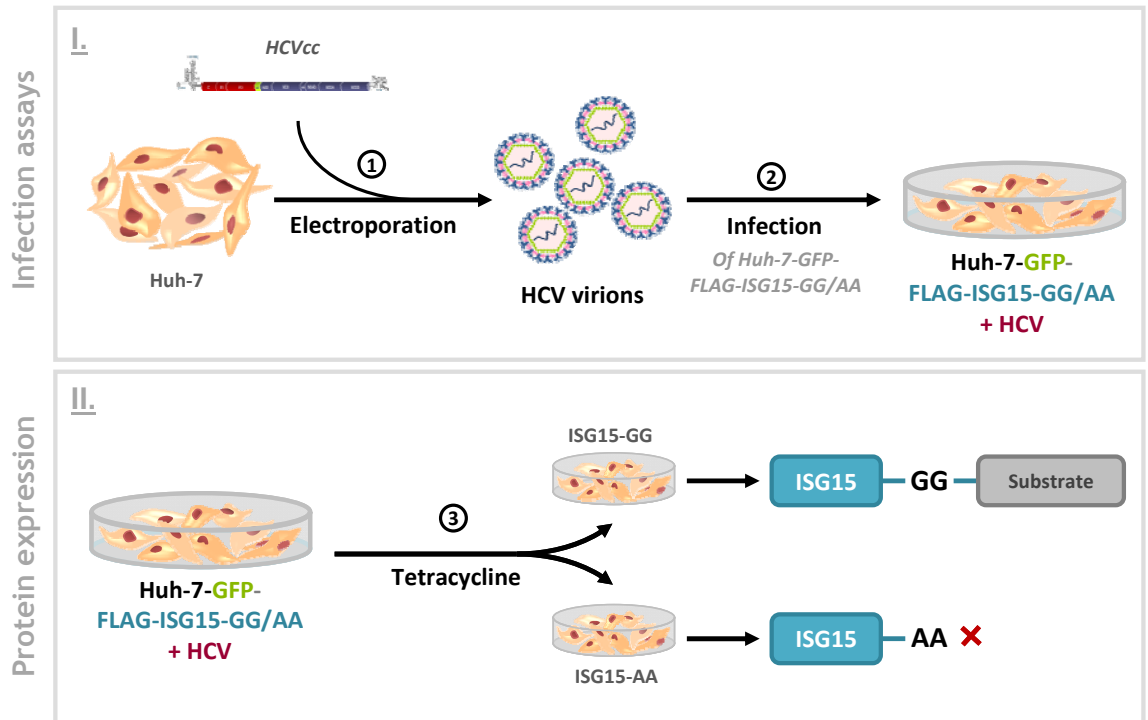 Infection assays
I.
HCVcc
Huh-7
1
Electroporation
HCV virions
2
Infection
Of Huh-7-GFP-
FLAG-ISG15-GG/AA
Huh-7-GFP-
FLAG-ISG15-GG/AA
+ HCV
Protein expression
II.
Huh-7-GFP-
FLAG-ISG15-GG/AA
+ HCV
3
Tetracycline
ISG15-GG
ISG15
GG
Substrate
ISG15-AA
ISG15
AA